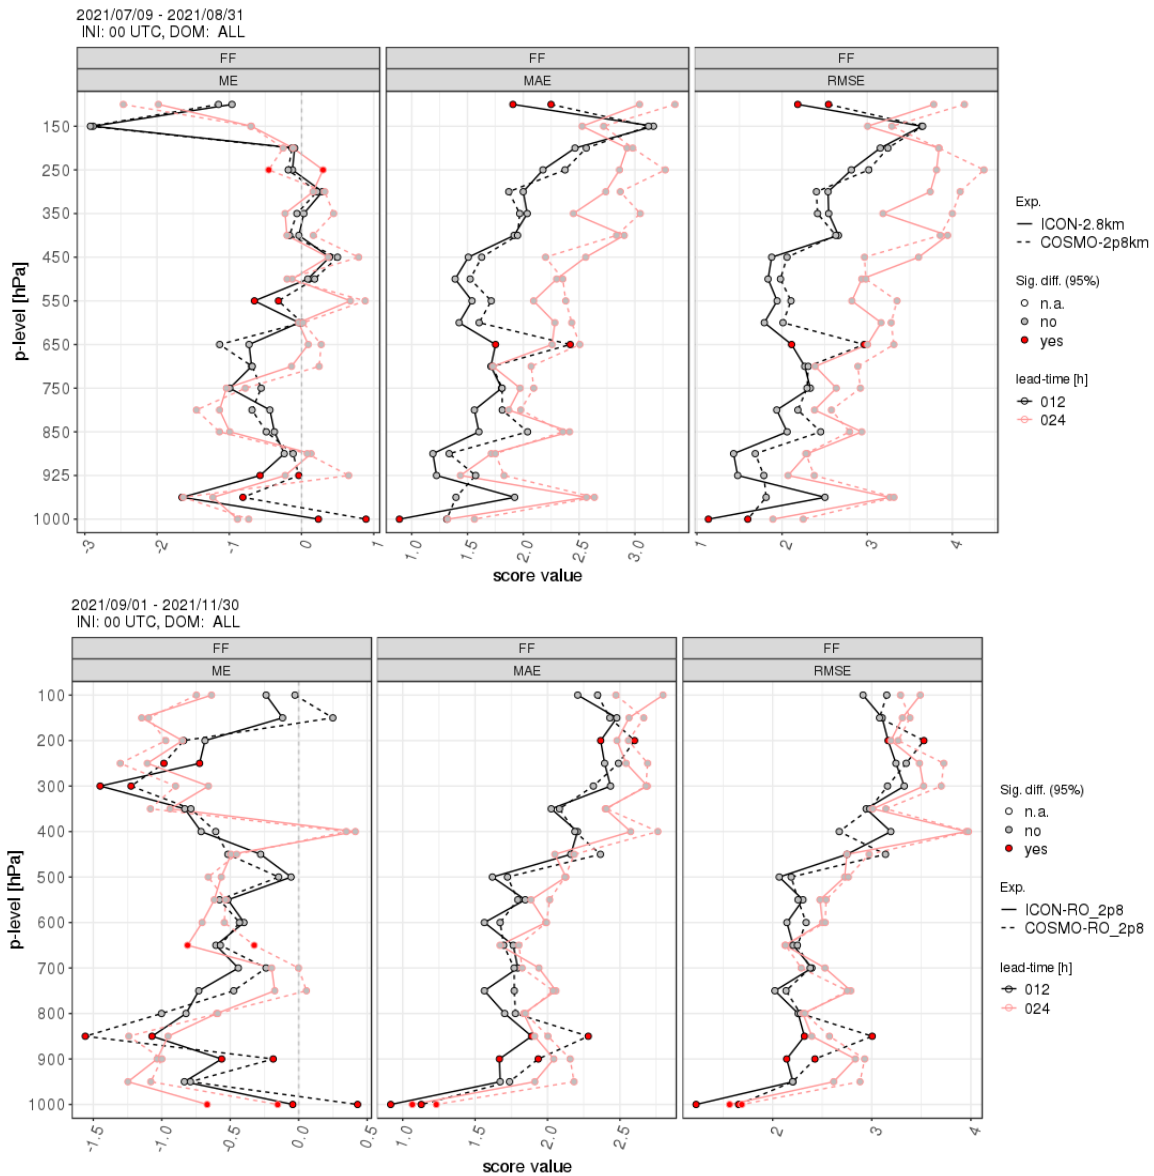 2021/07/09 - 2021/08/31
INI: 00 UTC, DOM: ALL
FF
FF
FF
ME
MAE
RMSE
150
250
350
450
550
650
750
850
925
1000
p-level [hPa]
-3
-2
-1
0
1
1.0
1.5
2.0
2.5
3.0
1
2
3
4
score value
Exp.
ICON-2.8km
COSMO-2p8km
Sig. diff. (95%)
n.a.
no
yes
lead-time [h]
012
024
2021/09/01 - 2021/11/30
INI: 00 UTC, DOM: ALL
FF
FF
FF
ME
MAE
RMSE
100
200
300
400
500
600
700
800
900
1000
p-level [hPa]
-1.5
-1.0
-0.5
0.0
0.5
1.0
1.5
2.0
2.5
2
3
4
score value
Sig. diff. (95%)
n.a.
no
yes
Exp.
ICON-RO_2p8
COSMO-RO_2p8
lead-time [h]
012
024